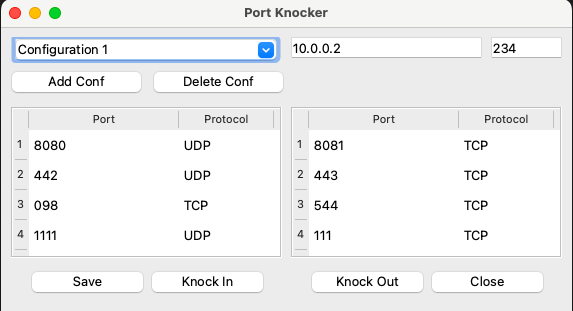 Port Knocker
Configuration 1 10.0.0.2 234
Add Conf Delete Conf
Port Protocol Port Protocol
1 8080 UDP 1 8081 TCP
2 442 UDP 2 443 TCP
3 098 TCP 3 544 TCP
4 1111 UDP 4 111 TCP
Save Knock In Knock Out Close